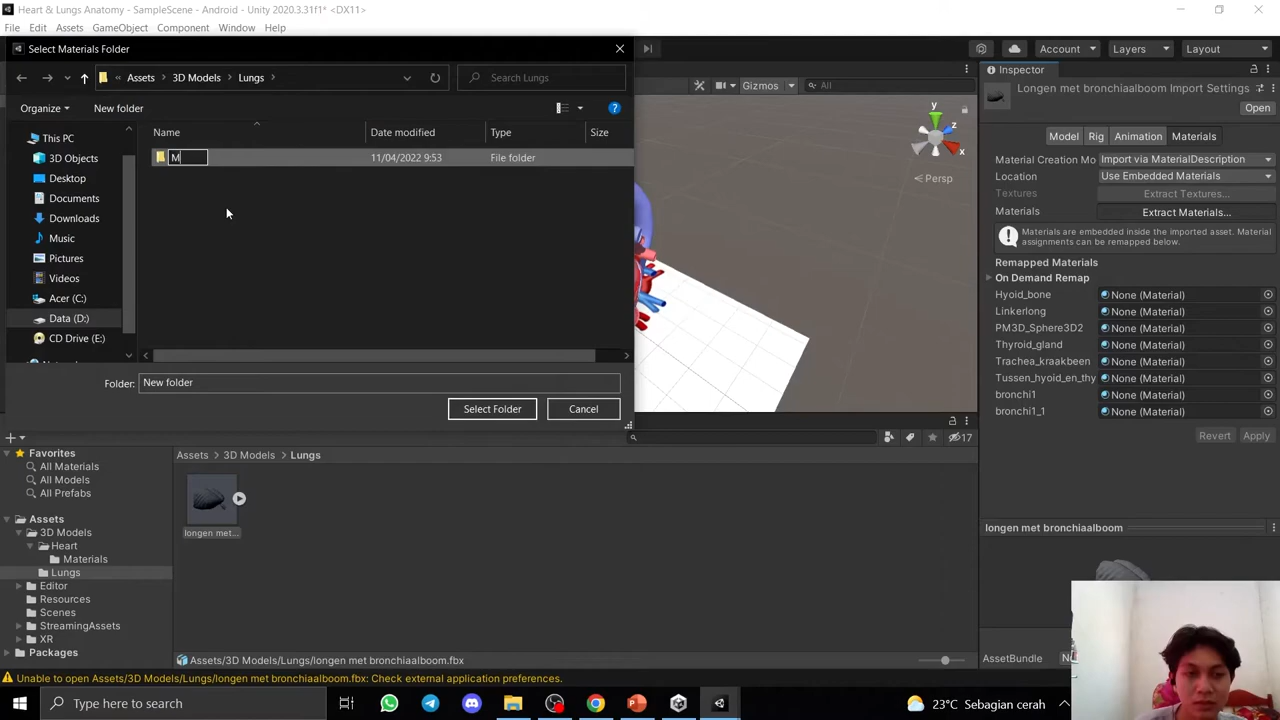 Heart & Lungs Anatomy - SampleScene - Android - Unity 2020.3.31f1* <DX11>
File Edit Assets GameObject Component Window Help
Select Materials Folder
Account Layers Layout
Assets 3D Models Lungs Search Lungs
Gizmos All
Inspector
Longen met bronchiaalboom Import Settings
Open
Organize New folder
This PC
3D Objects
Desktop
Documents
Downloads
Music
Pictures
Videos
Acer (C:)
Data (D:)
CD Drive (E:)
Name Date modified Type Size
M 11/04/2022 9:53 File folder
Folder: New folder
Select Folder Cancel
y
z
x
Persp
Model Rig Animation Materials
Material Creation Mo Import via MaterialDescription
Location Use Embedded Materials
Textures Extract Textures...
Materials Extract Materials...
Materials are embedded inside the imported asset. Material
assignments can be remapped below.
Remapped Materials
On Demand Remap
Hyoid_bone None (Material)
Linkerlong None (Material)
PM3D_Sphere3D2 None (Material)
Thyroid_gland None (Material)
Trachea_kraakbeen None (Material)
Tussen_hyoid_en_thy None (Material)
bronchi1 None (Material)
bronchi1_1 None (Material)
Revert Apply
17
Favorites
All Materials
All Models
All Prefabs
Assets
3D Models
Heart
Materials
Lungs
Editor
Resources
Scenes
StreamingAssets
XR
Packages
Assets 3D Models Lungs
longen met...
Assets/3D Models/Lungs/longen met bronchiaalboom.fbx
longen met bronchiaalboom
AssetBundle
Unable to open Assets/3D Models/Lungs/longen met bronchiaalboom.fbx: Check external application preferences.
Type here to search
23°C Sebagian cerah